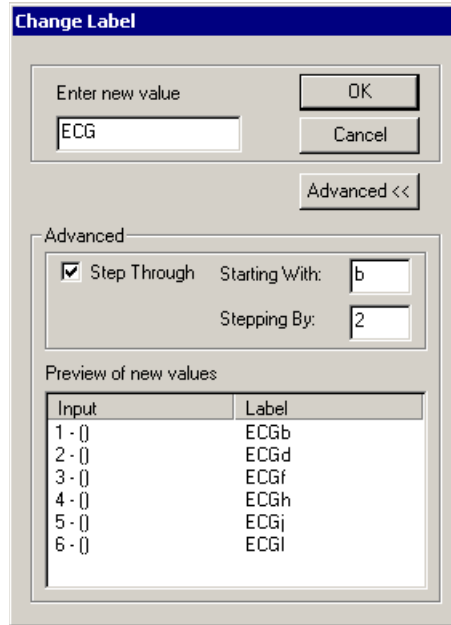 Change Label
Enter new value
OK
ECG
Cancel
Advanced <<
Advanced
Step Through Starting With: b
Stepping By: 2
Preview of new values
Input Label
1 - () ECGb
2 - () ECGd
3 - () ECGf
4 - () ECGh
5 - () ECGj
6 - () ECGl